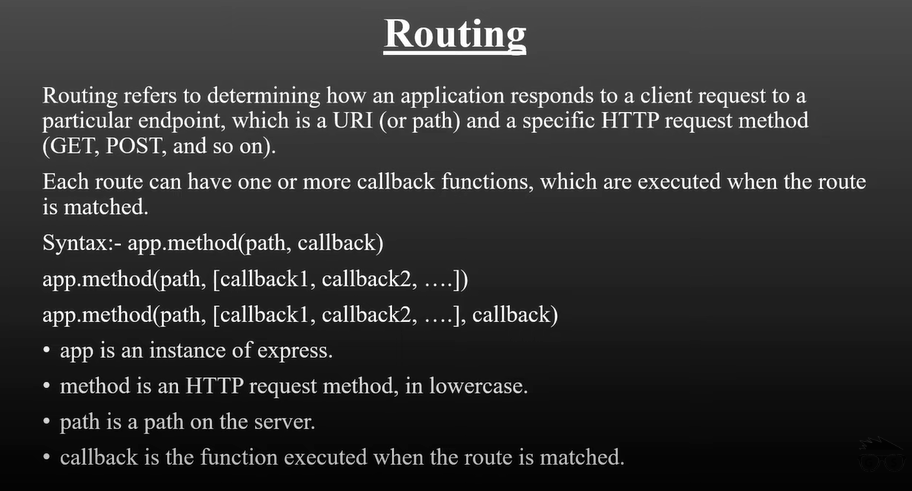 Routing
Routing refers to determining how an application responds to a client request to a
particular endpoint, which is a URI (or path) and a specific HTTP request method
(GET, POST, and so on).
Each route can have one or more callback functions, which are executed when the route
is matched.
Syntax:- app.method(path, callback)
app.method(path, [callback1, callback2, ….])
app.method(path, [callback1, callback2, ….], callback)
• app is an instance of express.
• method is an HTTP request method, in lowercase.
• path is a path on the server.
• callback is the function executed when the route is matched.